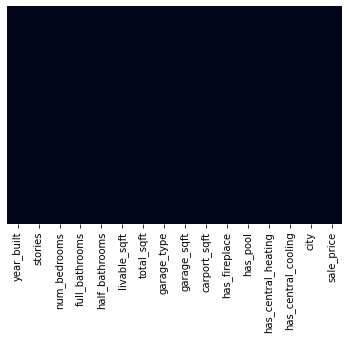 year_built
stories
num_bedrooms
full_bathrooms
half_bathrooms
livable_sqft
total_sqft
garage_type
garage_sqft
carport_sqft
has_fireplace
has_pool
has_central_heating
has_central_cooling
city
sale_price